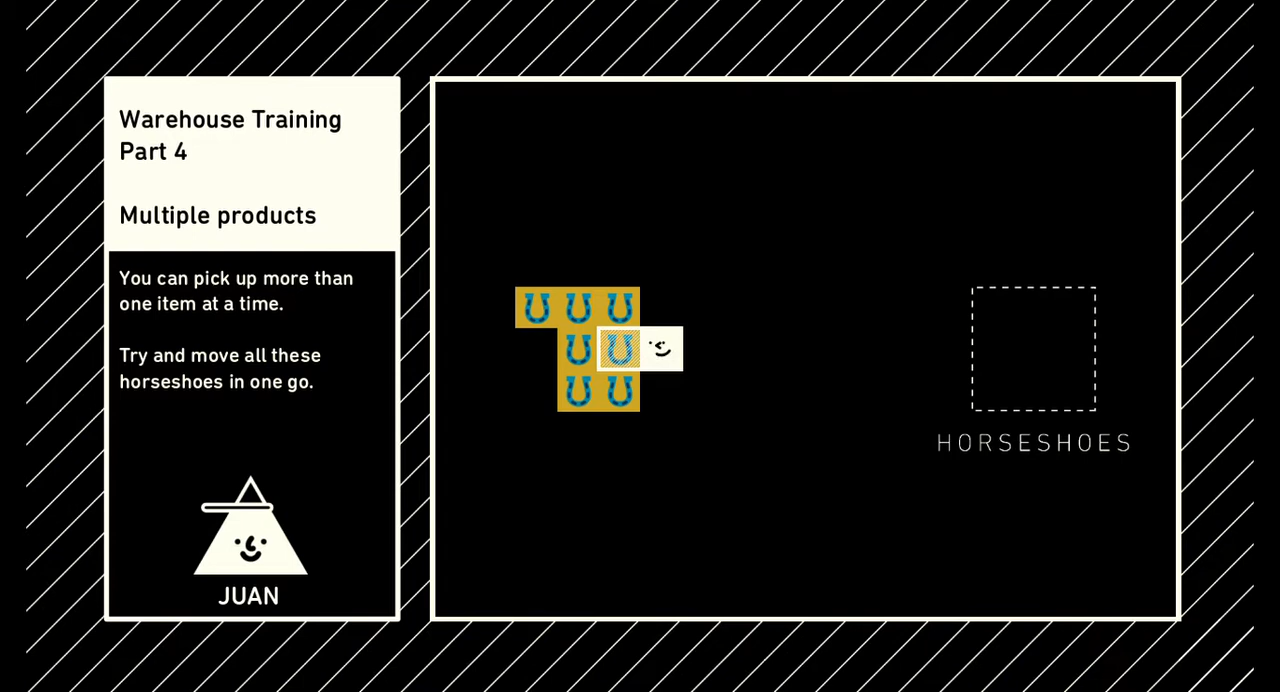 Warehouse Training
Part 4
Multiple products
You can pick up more than
one item at a time.
Try and move all these
horseshoes in one go.
JUAN
HORSESHOES